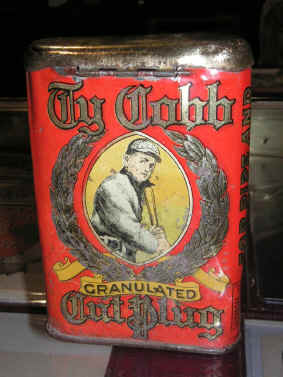 Ty Cobb
GRANULATED
Cut Plug